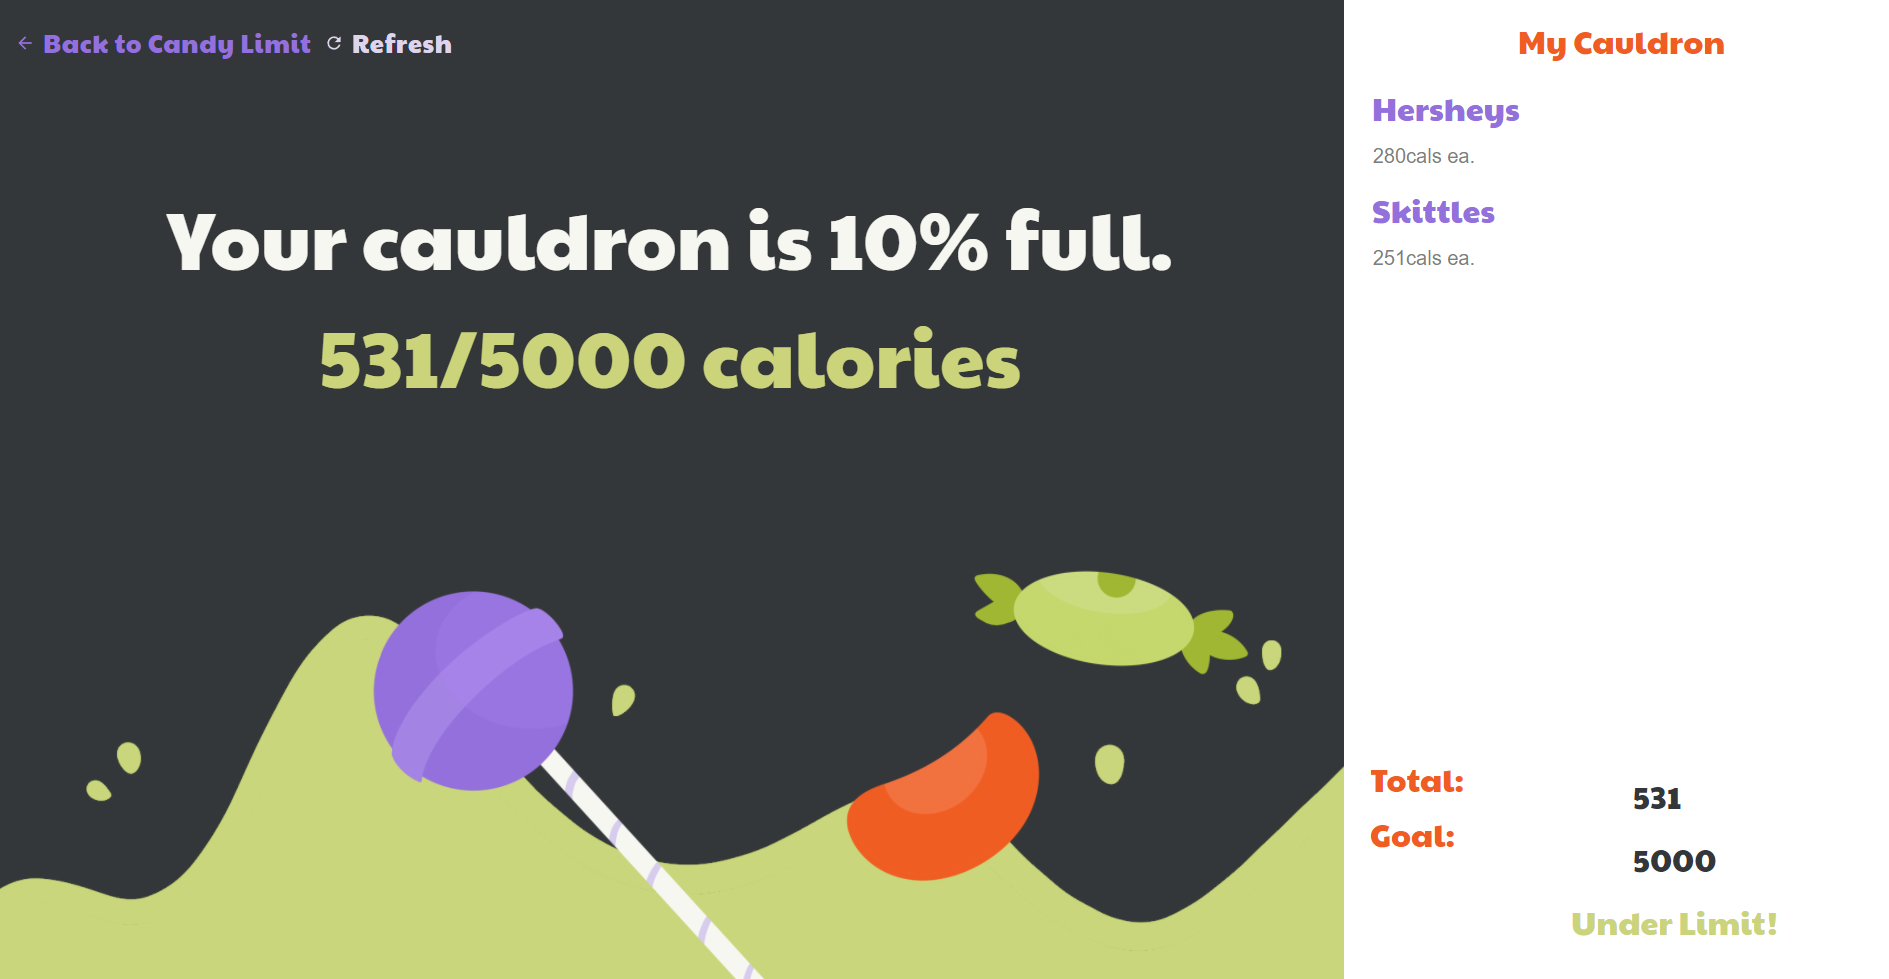 Back to Candy Limit Refresh
Your cauldron is 10% full.
531/5000 calories
My Cauldron
Hersheys
280cals ea.
Skittles
251cals ea.
Total: 531
Goal: 5000
Under Limit!